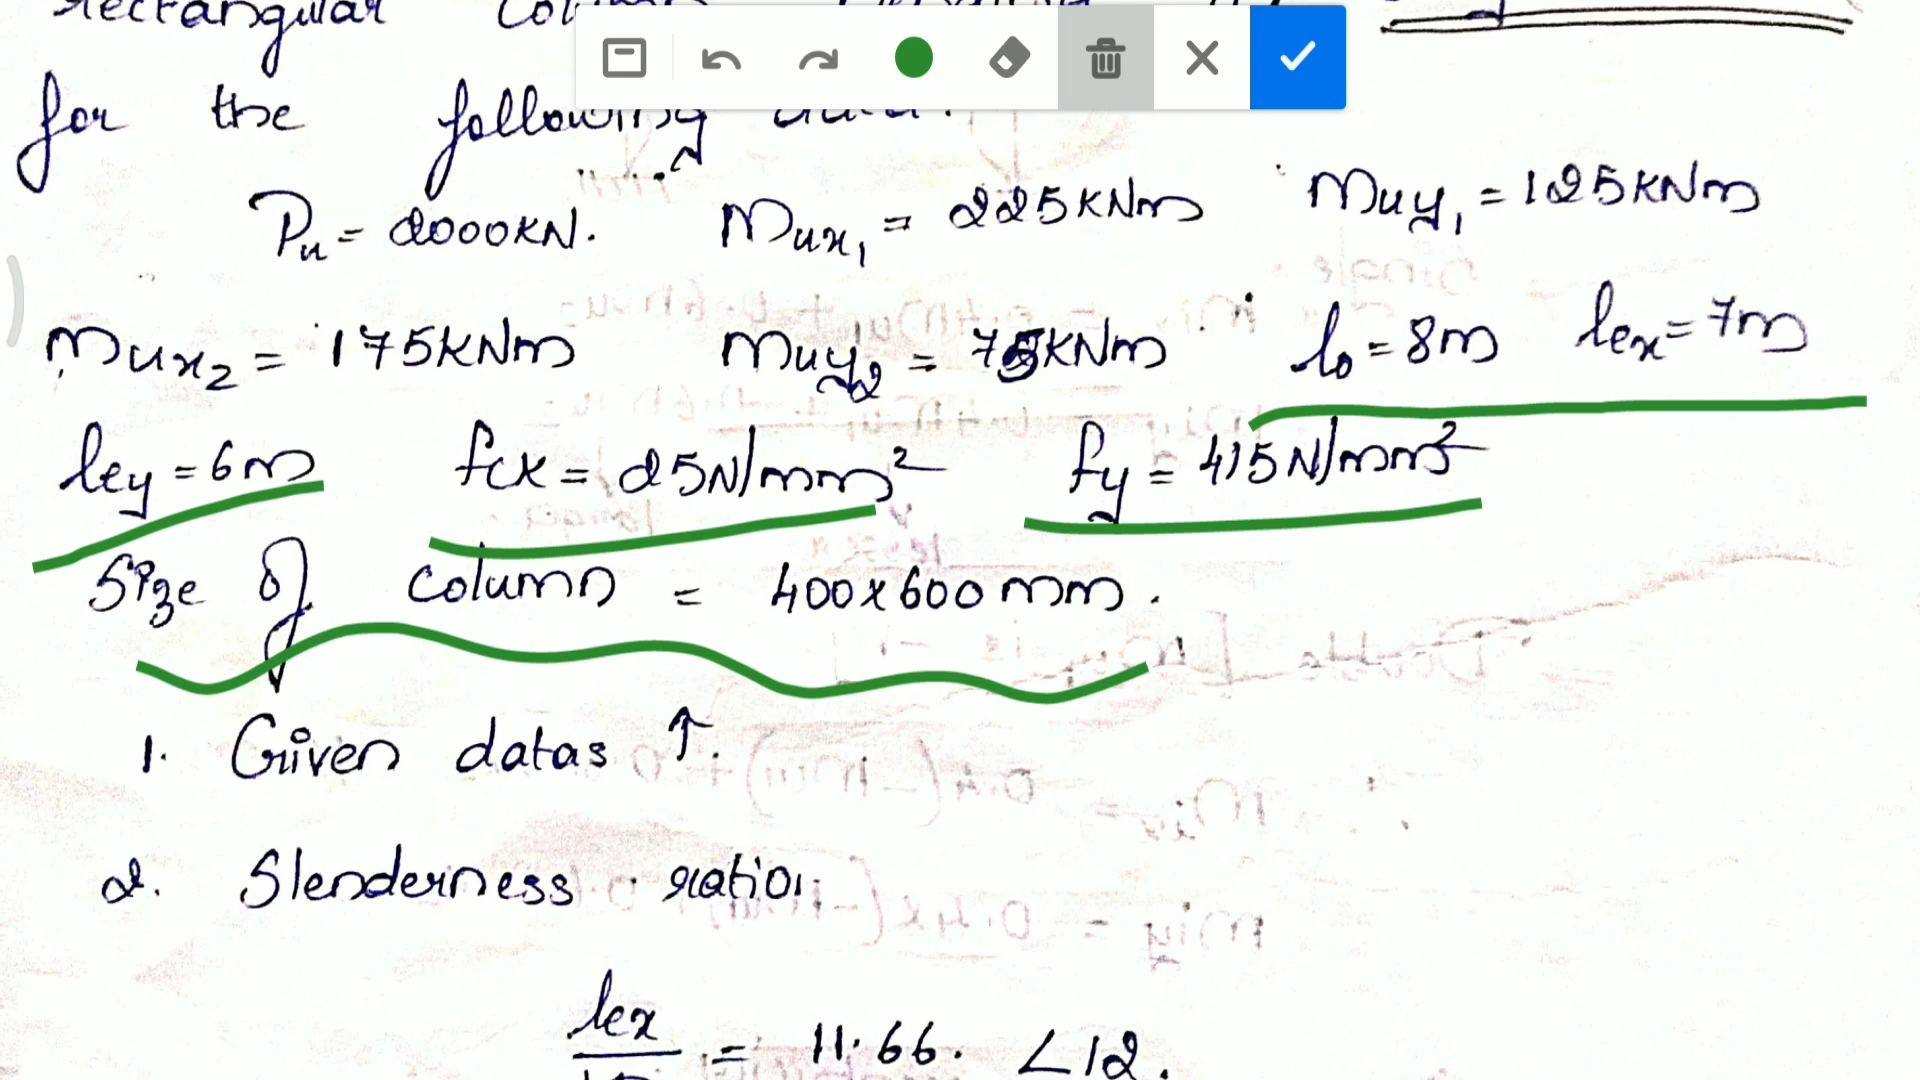 rectangular
for the following data.
Pu = 2000KN. Mux1 = 225KNm Muy1 = 125KNm
Mux2 = 175KNm Muy2 = 75KNm l0 = 8m lex = 7m
ley = 6m fck = 25N/mm² fy = 415N/mm²
Size of column = 400x600mm.
1. Given datas ↑.
2. Slenderness ratio
lex = 11.66. <12.